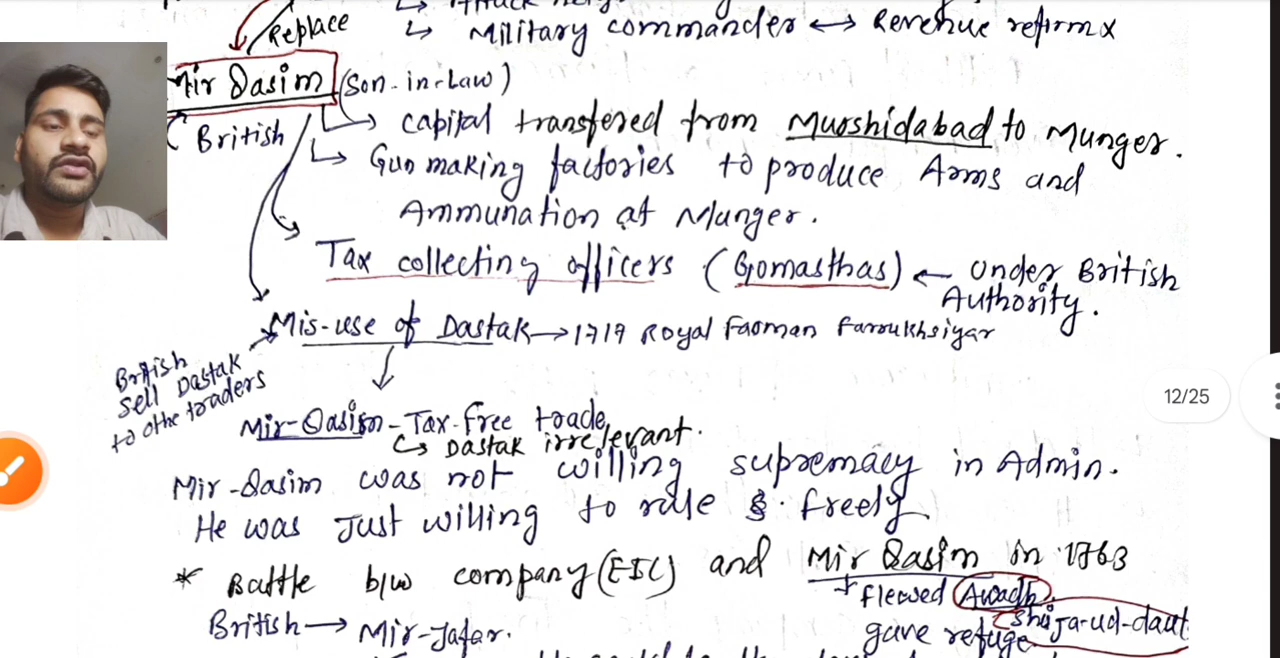 Replace
↳ Military commander ↔ Revenue reform x
Mir Qasim (Son-in-Law)
British
↳ Capital transfered from Murshidabad to Munger.
↳ Gun making factories to produce Arms and
Ammunation at Munger.
Tax collecting officers (Gomasthas) ← Under British
Authority.
Mis-use of Dastak → 1717 Royal Farman Farrukhsiyar
British
Sell Dastak
to othe traders
12/25
Mir-Qasim - Tax-free trade
↳ Dastak irrelevant.
Mir-Qasim was not willing supremacy in Admin.
He was Just willing to rule freely
* Battle b/w company (EIC) and Mir Qasim in 1763
fleawed Awadh
British → Mir-Jafar.
Shuja-ud-daul
gave refuge